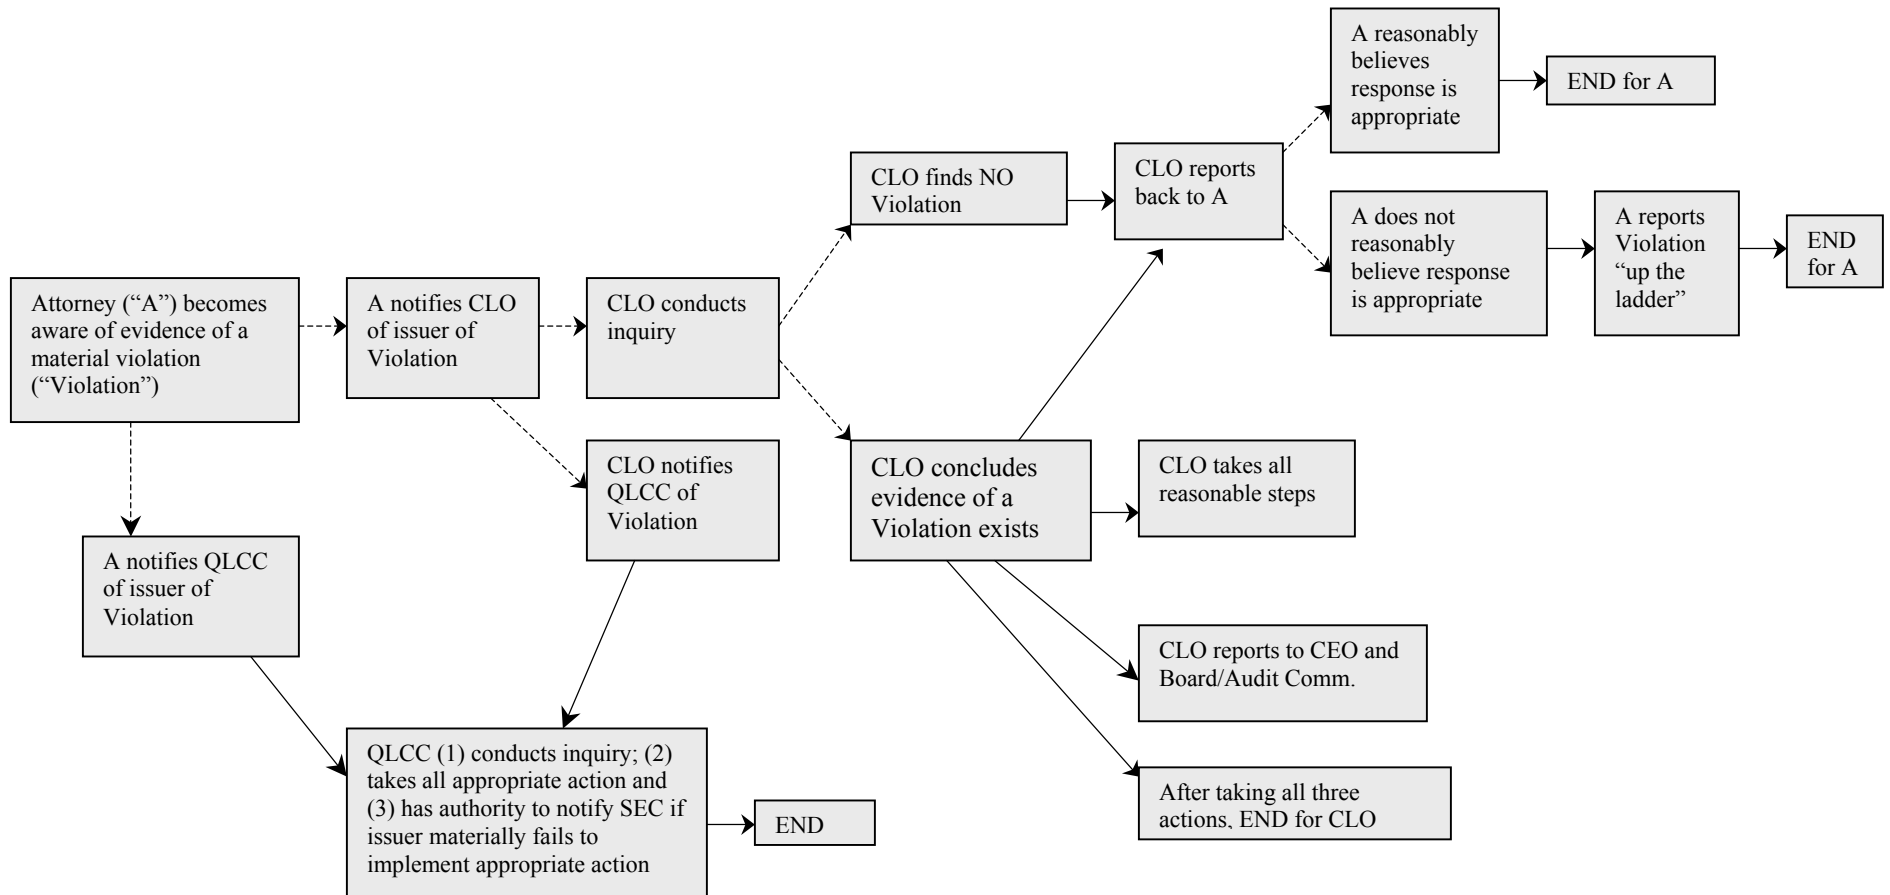 A reasonably
believes
response is
appropriate
END for A
CLO finds NO
Violation
CLO reports
back to A
A does not
reasonably
believe response
is appropriate
A reports
Violation
“up the
ladder”
END
for A
Attorney (“A”) becomes
aware of evidence of a
material violation
(“Violation”)
A notifies CLO
of issuer of
Violation
CLO conducts
inquiry
CLO notifies
QLCC of
Violation
CLO concludes
evidence of a
Violation exists
CLO takes all
reasonable steps
A notifies QLCC
of issuer of
Violation
CLO reports to CEO and
Board/Audit Comm.
QLCC (1) conducts inquiry; (2)
takes all appropriate action and
(3) has authority to notify SEC if
issuer materially fails to
implement appropriate action
END
After taking all three
actions, END for CLO